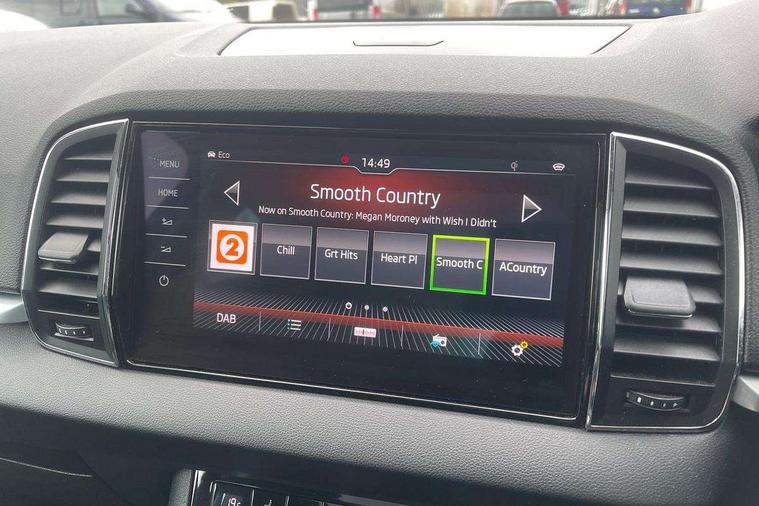 MENU
HOME
Eco
14:49
qi
Smooth Country
Now on Smooth Country: Megan Moroney with Wish I Didn't
2
Chill
Grt Hits
Heart Pl
Smooth C
ACountry
DAB